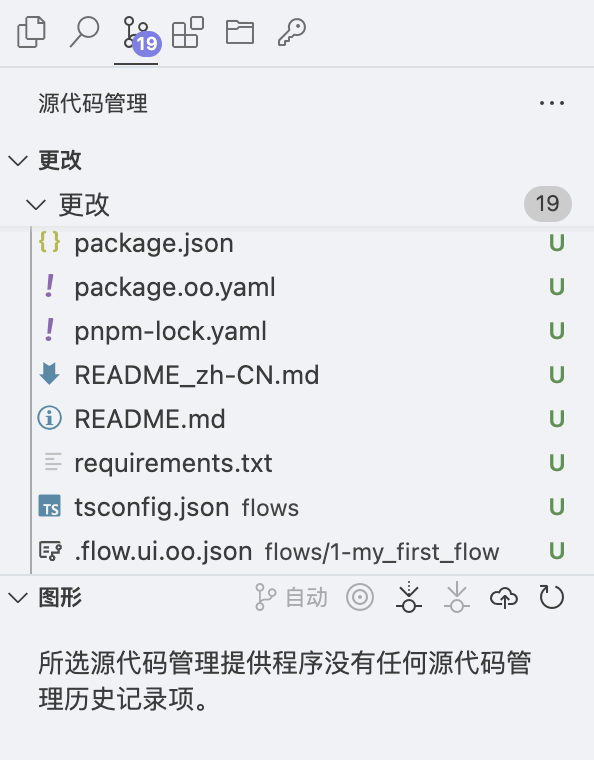 19
源代码管理
更改
更改 19
package.json U
package.oo.yaml U
pnpm-lock.yaml U
README_zh-CN.md U
README.md U
requirements.txt U
TS tsconfig.json flows U
.flow.ui.oo.json flows/1-my_first_flow U
图形 自动
所选源代码管理提供程序没有任何源代码管
理历史记录项。